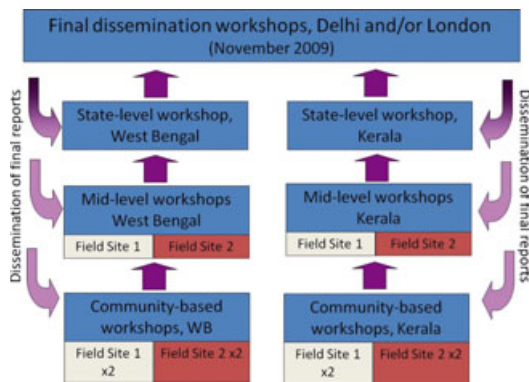 Final dissemination workshops, Delhi and/or London
(November 2009)
Dissemination of final reports
State-level workshop,
West Bengal
State-level workshop,
Kerala
Dissemination of final reports
Mid-level workshops
West Bengal
Field Site 1
Field Site 2
Mid-level workshops
Kerala
Field Site 1
Field Site 2
Community-based
workshops, WB
Field Site 1
x2
Field Site 2 x2
Community-based
workshops, Kerala
Field Site 1
x2
Field Site 2 x2